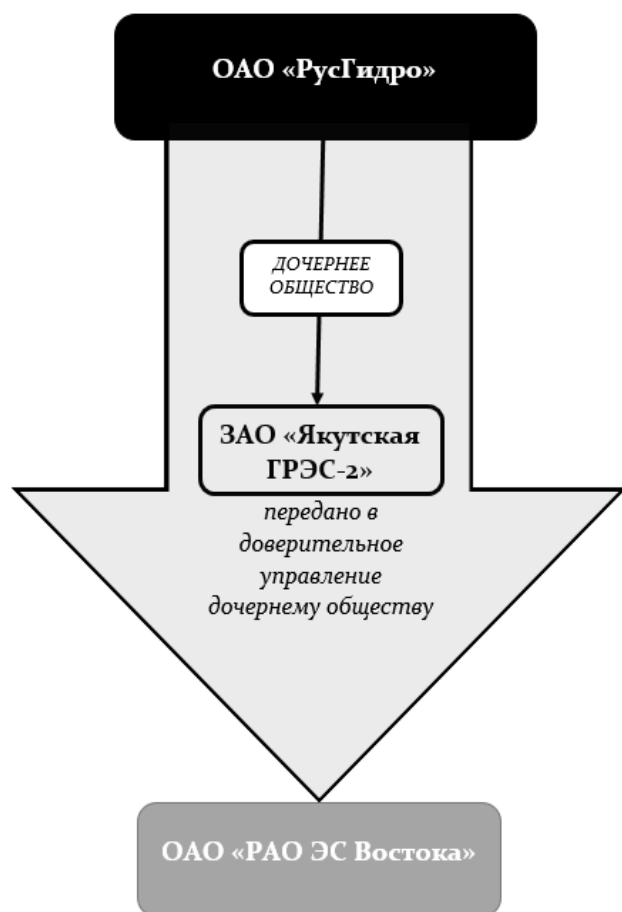 ОАО «РусГидро»
ДОЧЕРНЕЕ
ОБЩЕСТВО
ЗАО «Якутская
ГРЭС-2»
передано в
доверительное
управление
дочернему обществу
ОАО «РАО ЭС Востока»